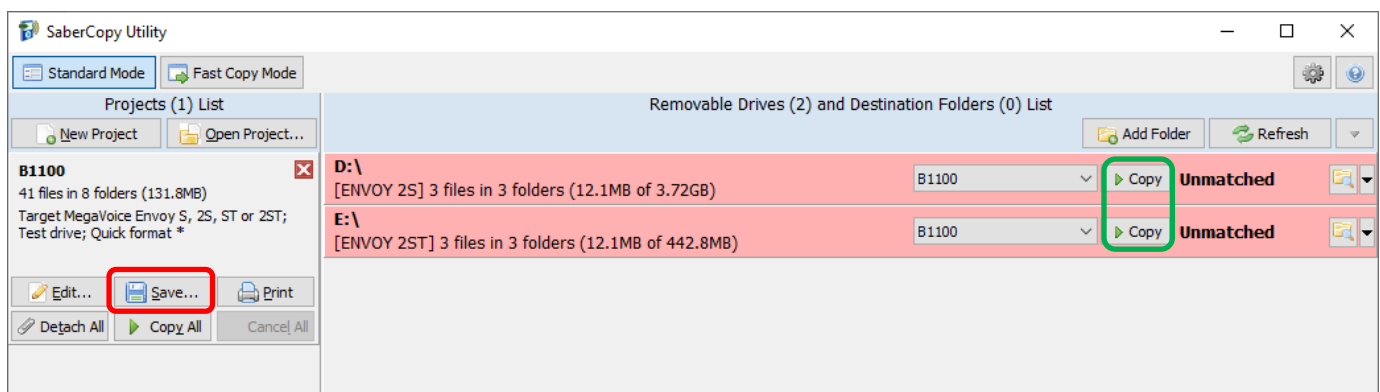 SaberCopy Utility
Standard Mode
Fast Copy Mode
Projects (1) List
Removable Drives (2) and Destination Folders (0) List
New Project
Open Project...
Add Folder
Refresh
B1100
41 files in 8 folders (131.8MB)
Target MegaVoice Envoy S, 2S, ST or 2ST;
Test drive; Quick format *
Edit...
Save...
Print
Detach All
Copy All
Cancel All
D:\
[ENVOY 2S] 3 files in 3 folders (12.1MB of 3.72GB)
B1100
Copy
Unmatched
E:\
[ENVOY 2ST] 3 files in 3 folders (12.1MB of 442.8MB)
B1100
Copy
Unmatched